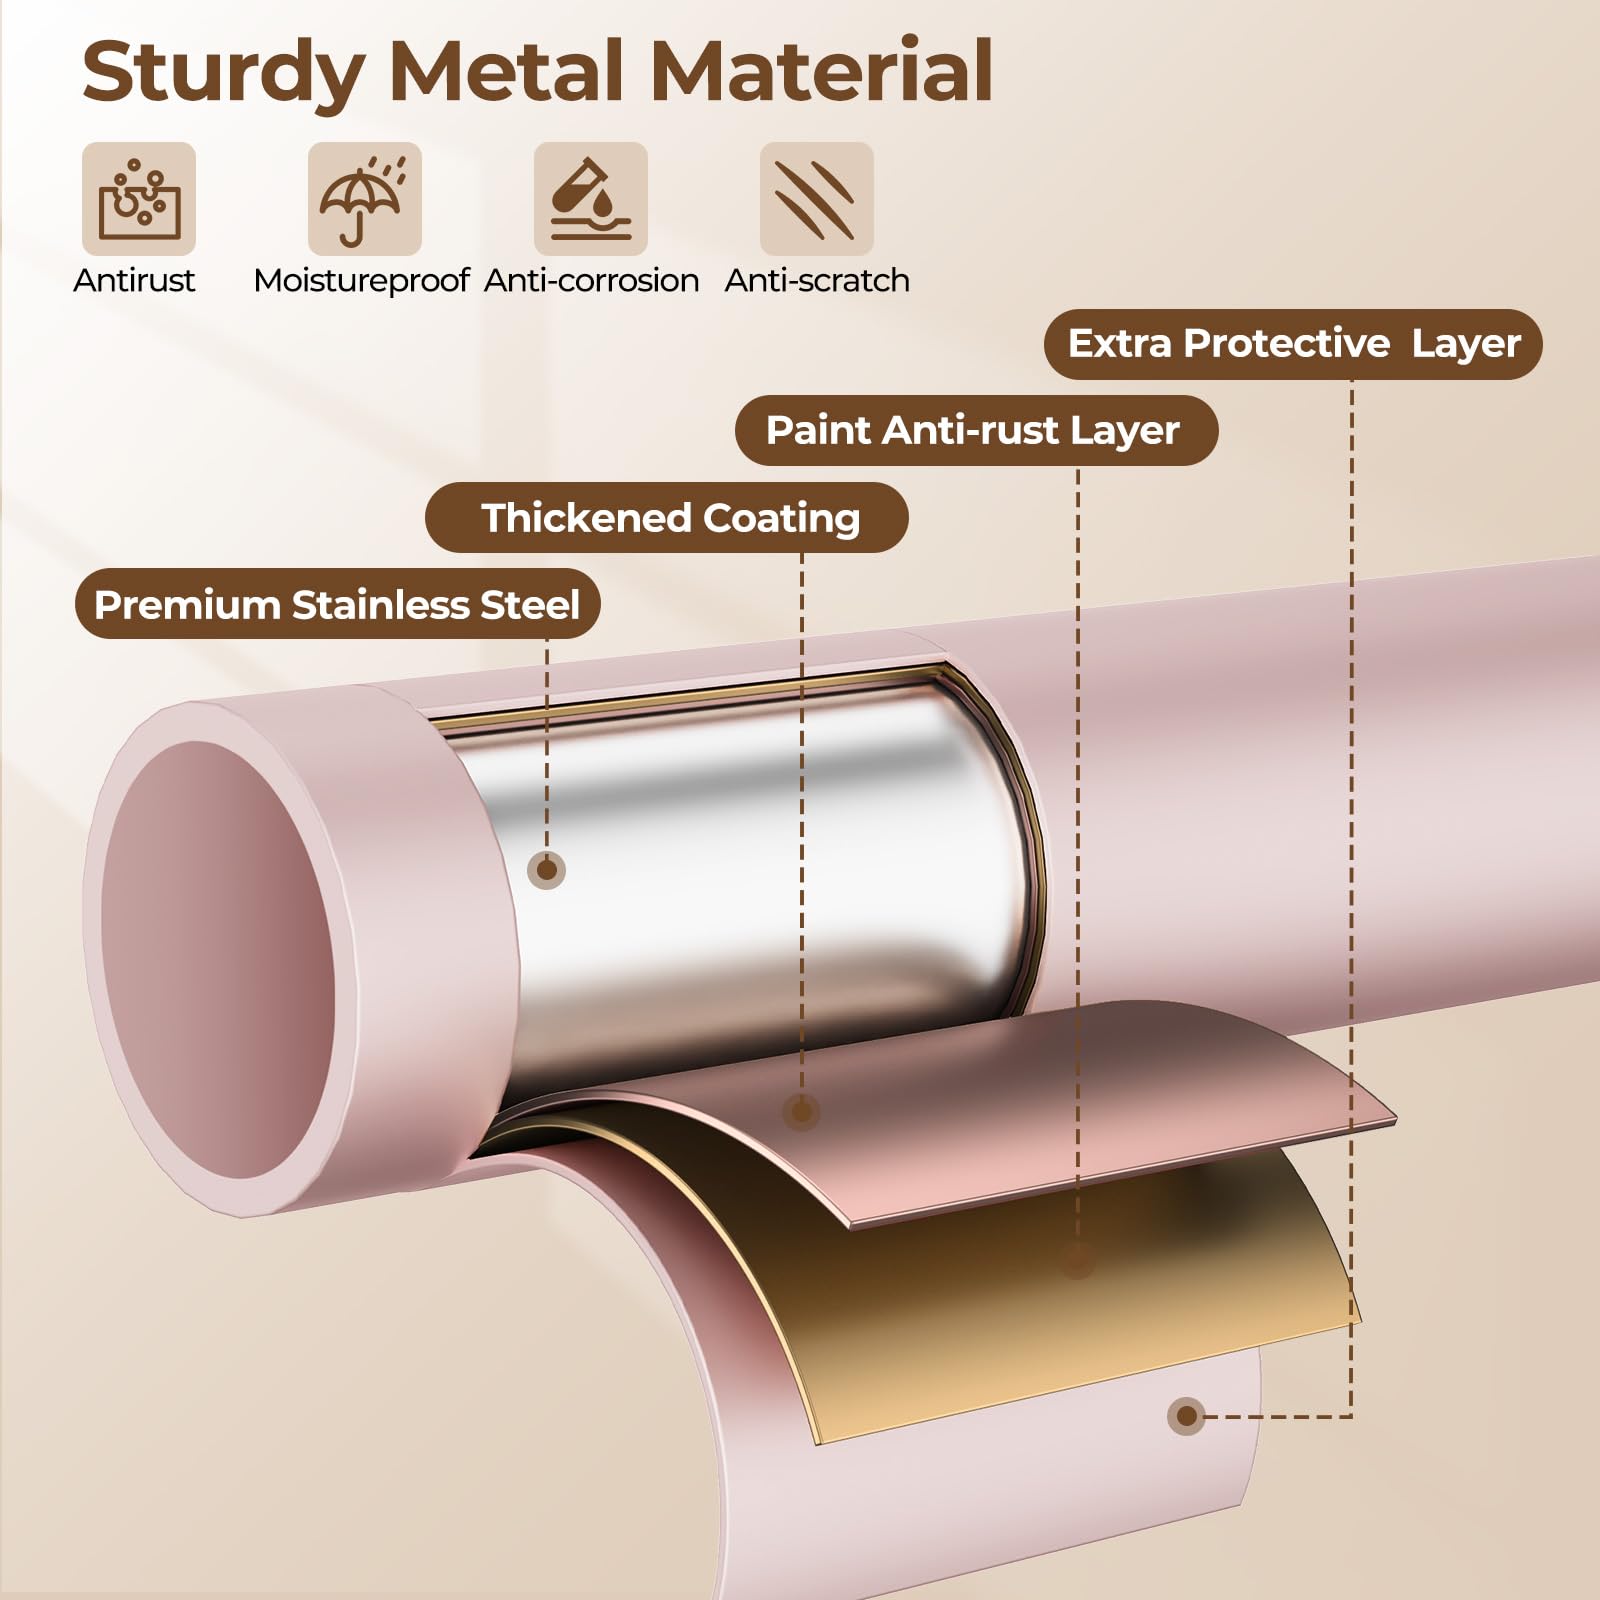 Sturdy Metal Material
Antirust
Moistureproof
Anti-corrosion
Anti-scratch
Extra Protective Layer
Paint Anti-rust Layer
Thickened Coating
Premium Stainless Steel